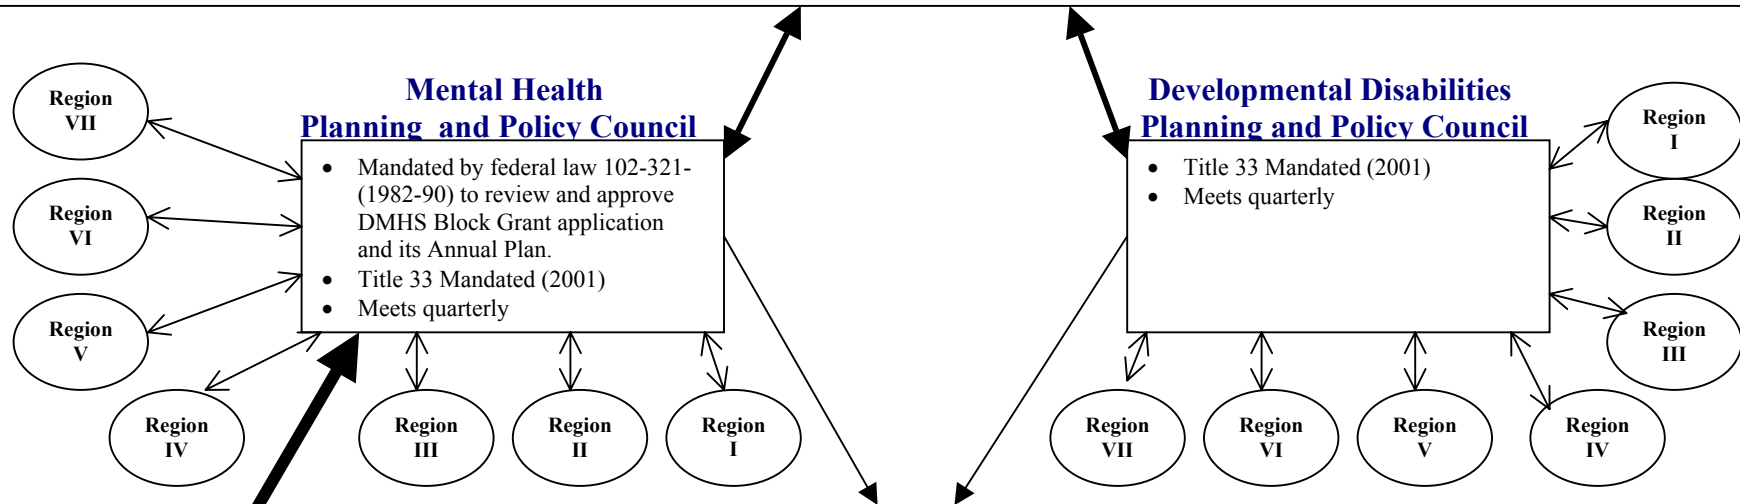 Mental Health
Planning and Policy Council
Developmental Disabilities
Planning and Policy Council
Region
VII
Region
VI
Region
V
Region
IV
Region
III
Region
II
Region
I
• Mandated by federal law 102-321-
(1982-90) to review and approve
DMHS Block Grant application
and its Annual Plan.
• Title 33 Mandated (2001)
• Meets quarterly
• Title 33 Mandated (2001)
• Meets quarterly
Region
I
Region
II
Region
III
Region
VII
Region
VI
Region
V
Region
IV